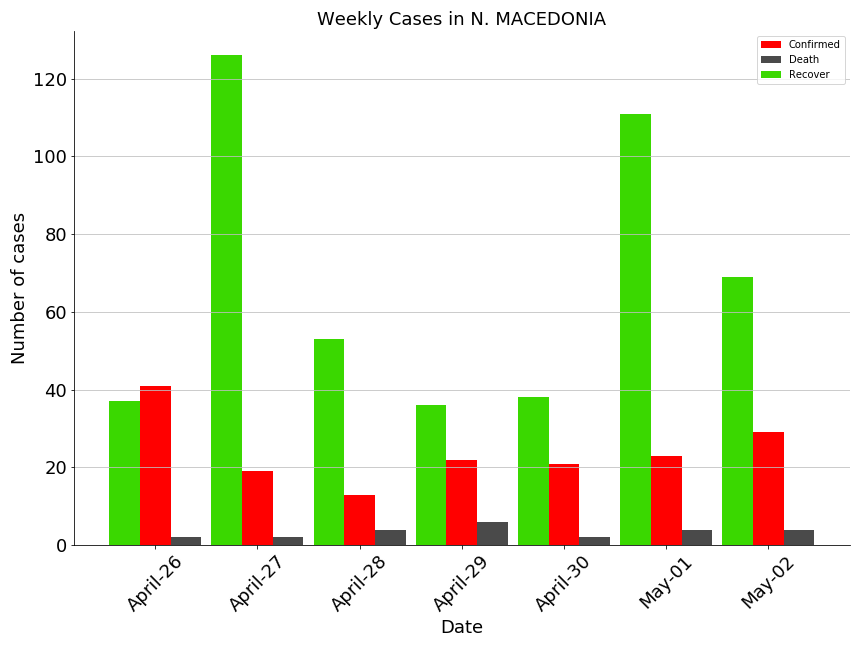 Weekly Cases in N. MACEDONIA
Confirmed
Death
Recover
Number of cases
120
100
80
60
40
20
0
April-26
April-27
April-28
April-29
April-30
May-01
May-02
Date